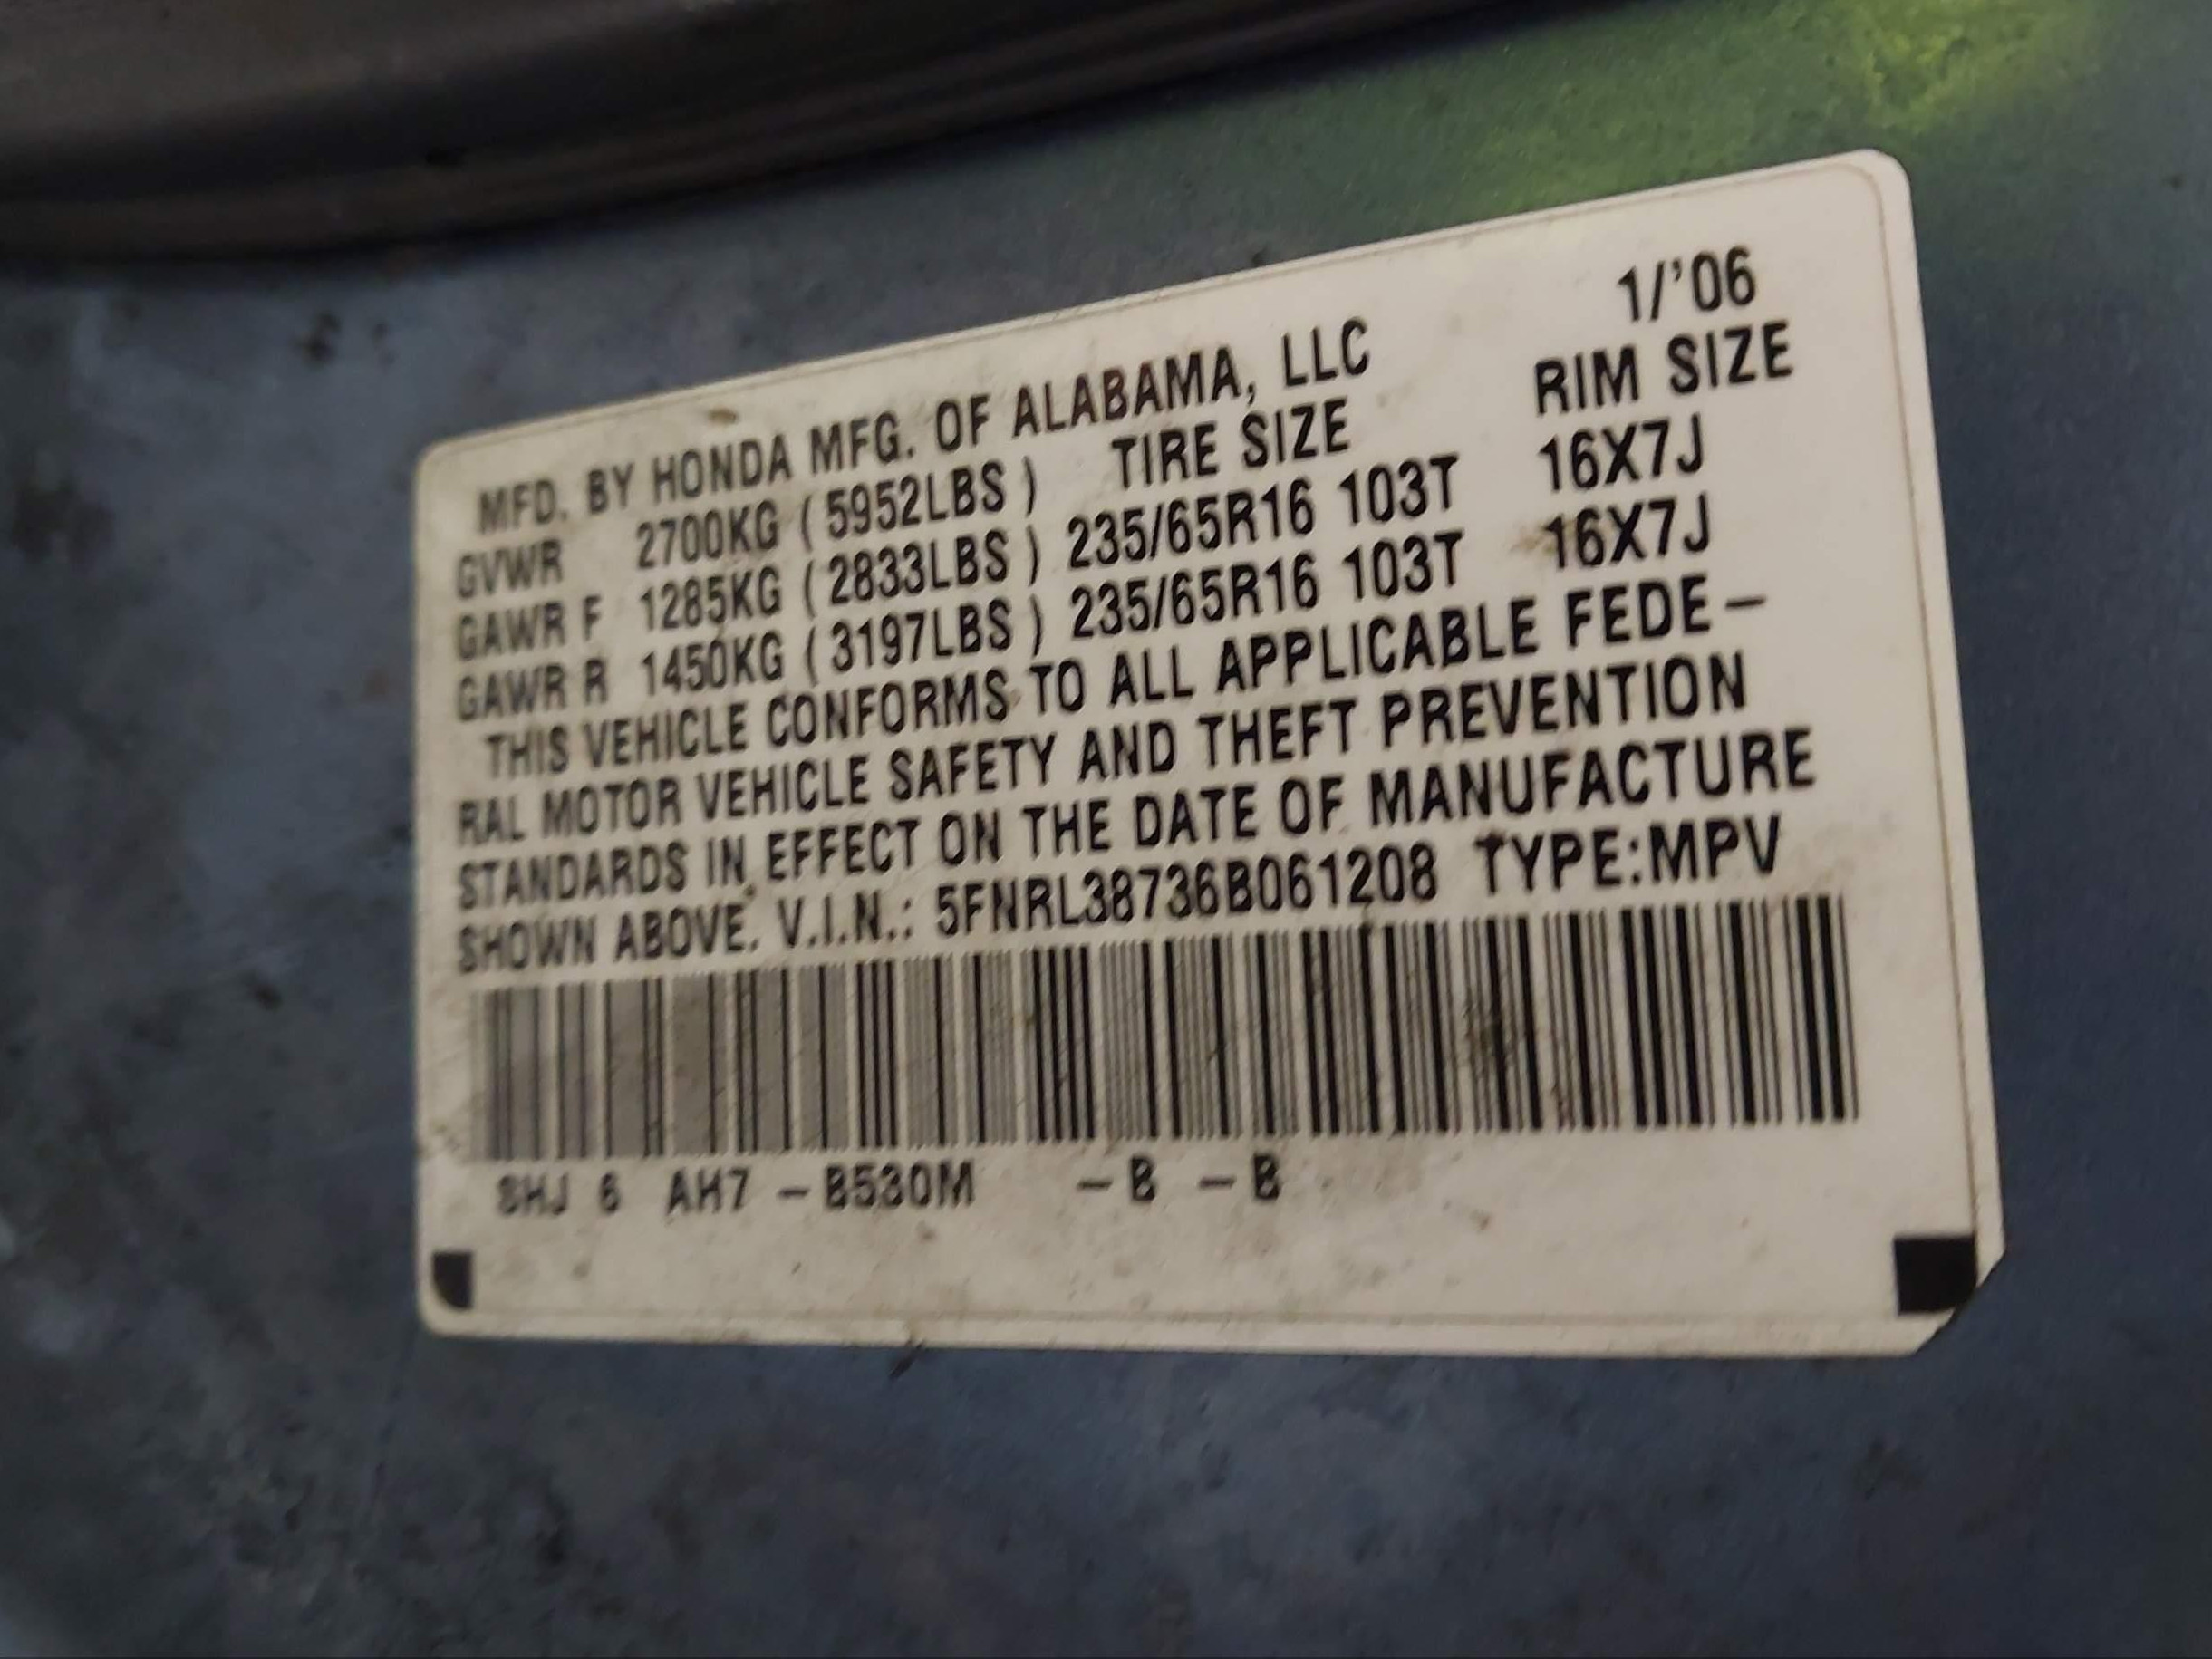 1/'06
MFD. BY HONDA MFG. OF ALABAMA, LLC RIM SIZE
GVWR 2700KG (5952LBS) TIRE SIZE
GAWR F 1285KG (2833LBS) 235/65R16 103T 16X7J
GAWR R 1450KG (3197LBS) 235/65R16 103T 16X7J
THIS VEHICLE CONFORMS TO ALL APPLICABLE FEDE-
RAL MOTOR VEHICLE SAFETY AND THEFT PREVENTION
STANDARDS IN EFFECT ON THE DATE OF MANUFACTURE
SHOWN ABOVE. V.I.N.: 5FNRL38736B061208 TYPE:MPV
SHJ 6 AH7 -B530M -B -B